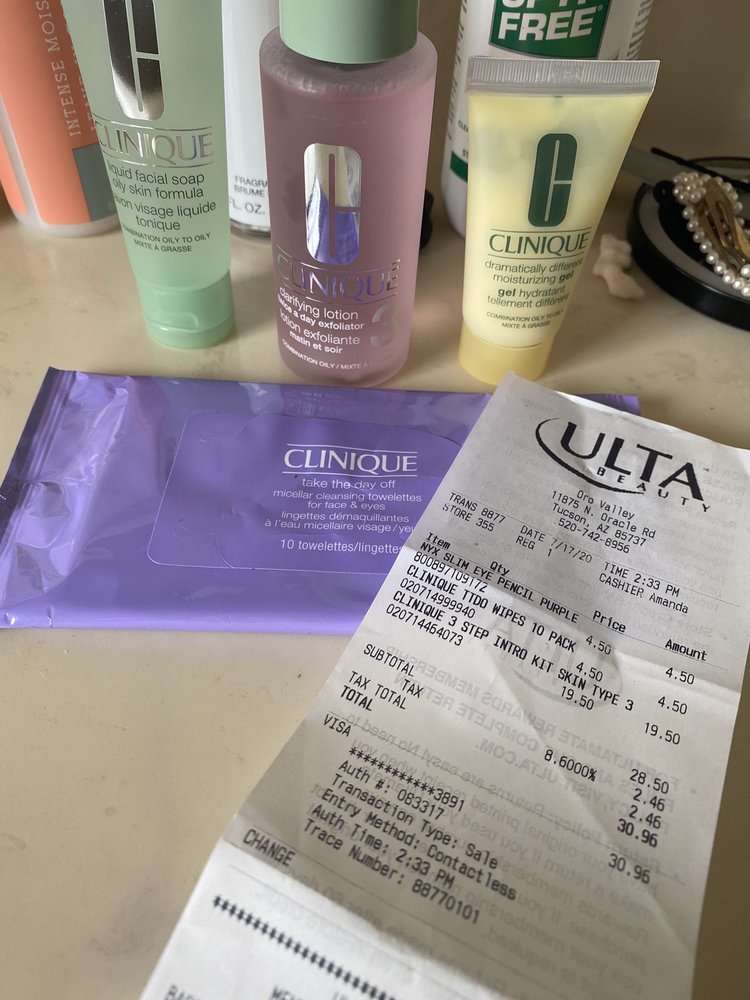 INTENSE MOIS
OPTI
FREE®
CLINIQUE
liquid facial soap
oily skin formula
savon visage liquide
tonique
COMBINATION OILY TO OILY
MIXTE À GRASSE
FRAGRA
BRUME
FL. OZ.
CLINIQUE
clarifying lotion
twice a day exfoliator
3
lotion exfoliante
matin et soir
COMBINATION OILY / MIXTE À
CLINIQUE
dramatically different
moisturizing gel
gel hydratant
tellement différent
COMBINATION OILY TO OILY
MIXTE À GRASSE
CLINIQUE
take the day off
micellar cleansing towelettes
for face & eyes
lingettes démaquillantes
à l'eau micellaire visage/yeu
10 towelettes/lingettes
ULTA
BEAUTY
Oro Valley
11875 N. Oracle Rd
Tucson, AZ 85737
520-742-8956
TRANS 8877 DATE 7/17/20 TIME 2:33 PM
STORE 355 REG 1 CASHIER Amanda
Item Qty Price Amount
NYX SLIM EYE PENCIL PURPLE
800897109172 4.50 4.50
CLINIQUE TTDO WIPES 10 PACK
020714999940 4.50 4.50
CLINIQUE 3 STEP INTRO KIT SKIN TYPE 3
020714464073 19.50 19.50
SUBTOTAL 28.50
TAX 8.6000% 2.46
TAX TOTAL 2.46
TOTAL 30.96
VISA 30.96
************3891
Auth #: 083317
Transaction Type: Sale
Entry Method: Contactless
Auth Time: 2:33 PM
Trace Number: 88770101
CHANGE